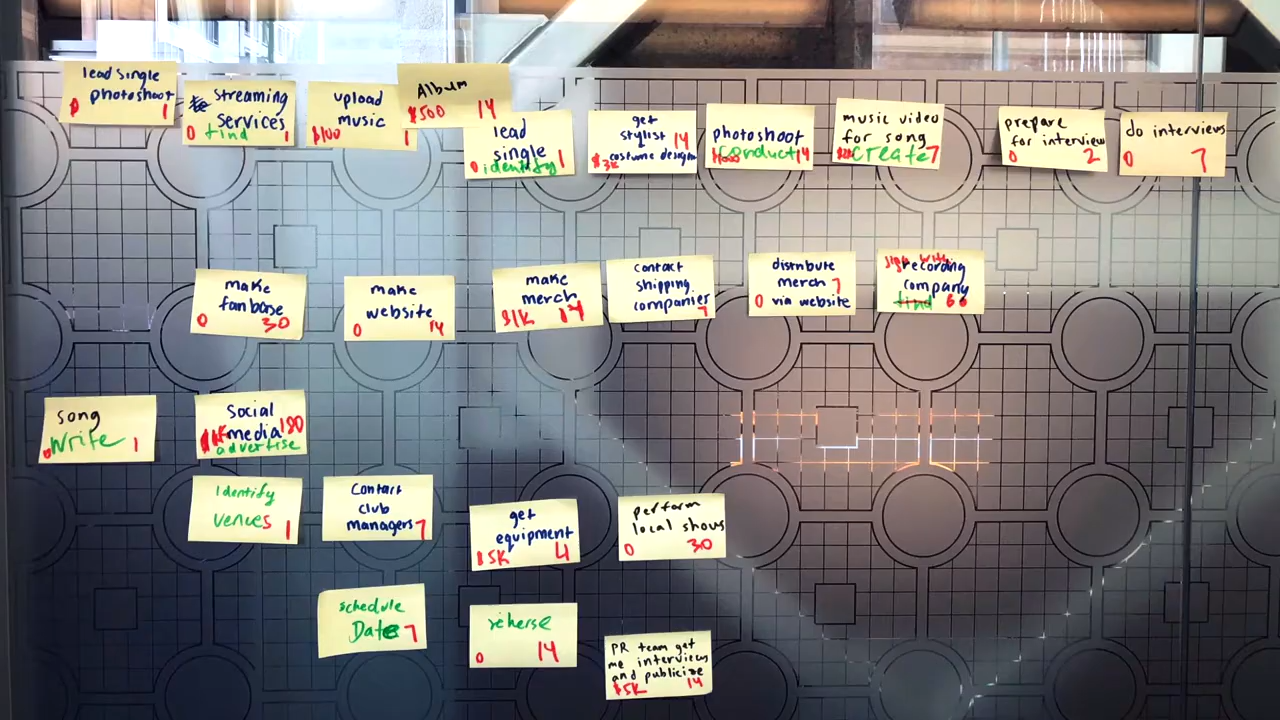 lead single
photoshoot
0 1
streaming
services
0 find 1
upload
music
$100 1
Album
$500 14
lead
single
0 identify 1
get
stylist 14
costume design
$3k
photoshoot
conduct 14
music video
for song
create 7
prepare
for interview
0 2
do interviews
0 7
make
fanbase
0 30
make
website
0 14
make
merch
$1K 14
contact
shipping
companies
7
distribute
merch 7
0 via website
sign with
recording
company
find 60
song
write
0 1
Social
media 180
advertise
Identify
venues 1
Contact
club
managers 7
get
equipment
$5K 4
perform
local shows
0 30
schedule
Date 7
reherse
0 14
PR team get
me interviews
and publicize
$5K 14